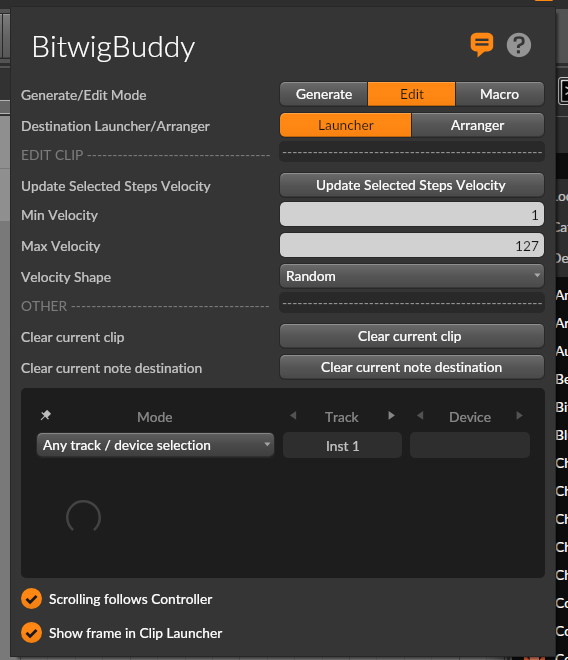 BitwigBuddy
?
Generate/Edit Mode Generate Edit Macro
Destination Launcher/Arranger Launcher Arranger
EDIT CLIP --------------------------------- ---------------------------------------------
Update Selected Steps Velocity Update Selected Steps Velocity
Min Velocity 1
Max Velocity 127
Velocity Shape Random
OTHER ------------------------------------ ---------------------------------------------
Clear current clip Clear current clip
Clear current note destination Clear current note destination
Mode Track Device
Any track / device selection Inst 1
Scrolling follows Controller
Show frame in Clip Launcher